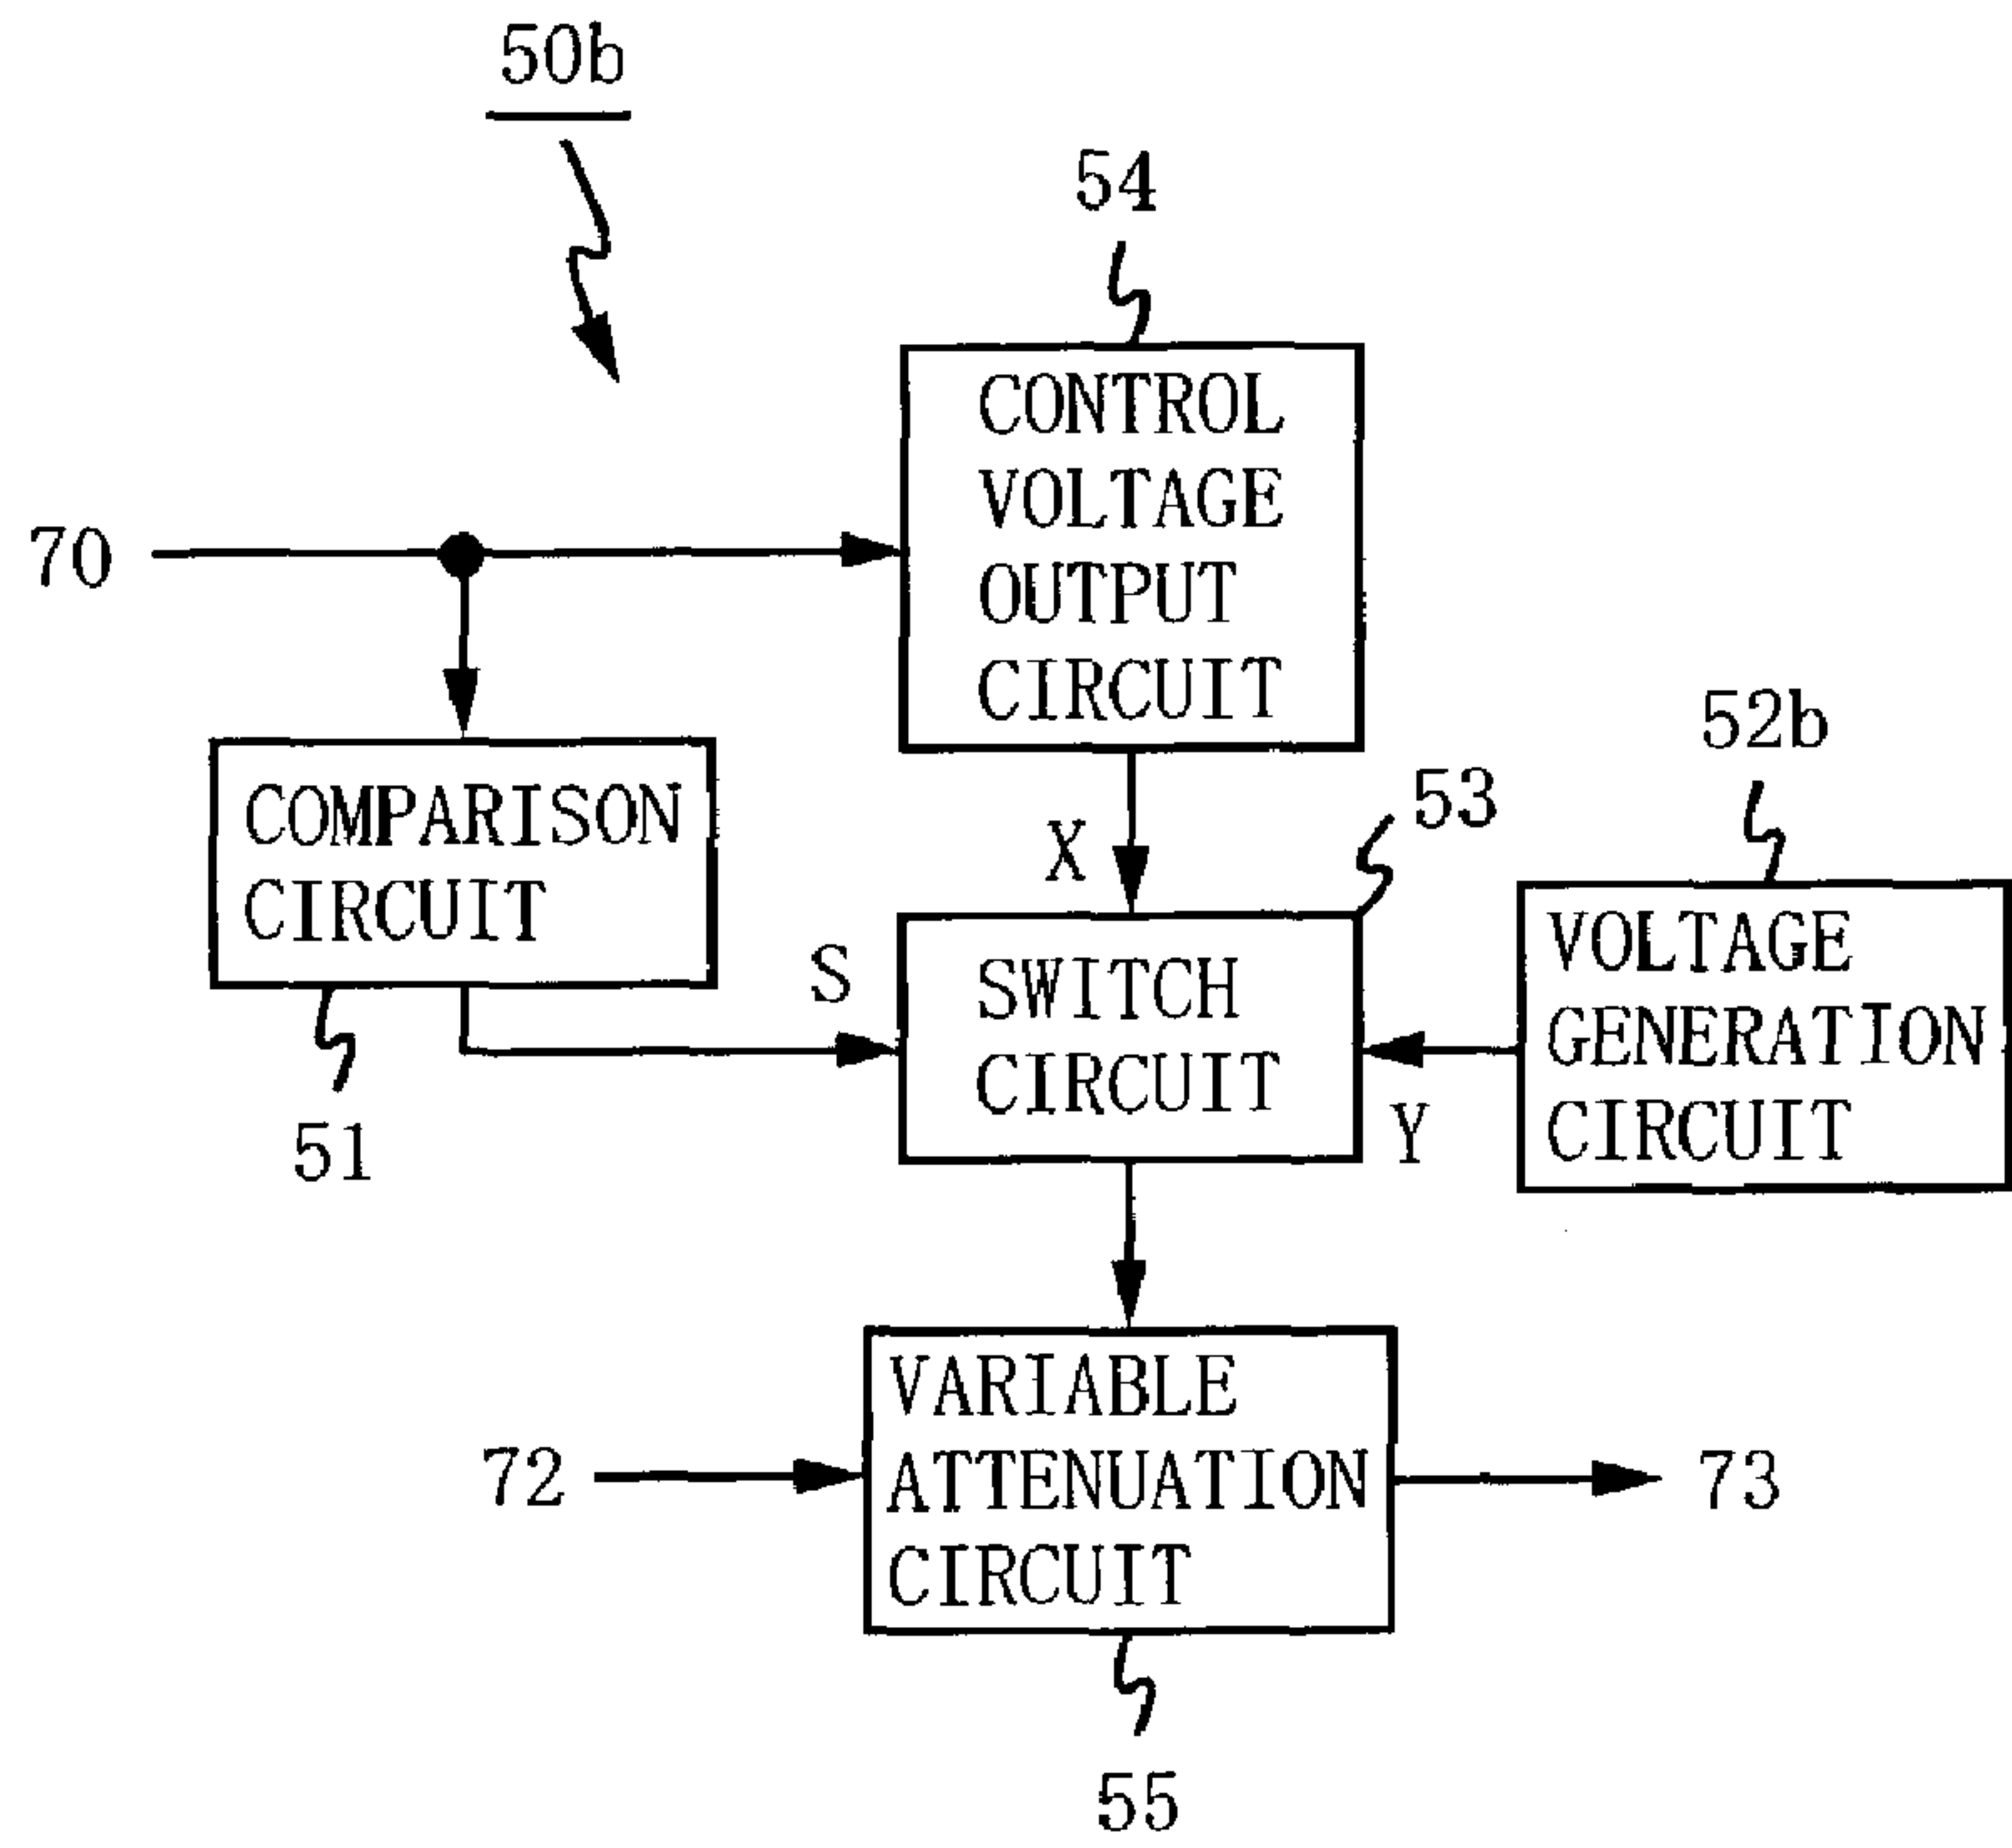 50b
54
CONTROL
VOLTAGE
OUTPUT
CIRCUIT
70
52b
53
COMPARISON
CIRCUIT
X
S
SWITCH
CIRCUIT
VOLTAGE
GENERATION
CIRCUIT
Y
51
VARIABLE
ATTENUATION
CIRCUIT
72
73
55